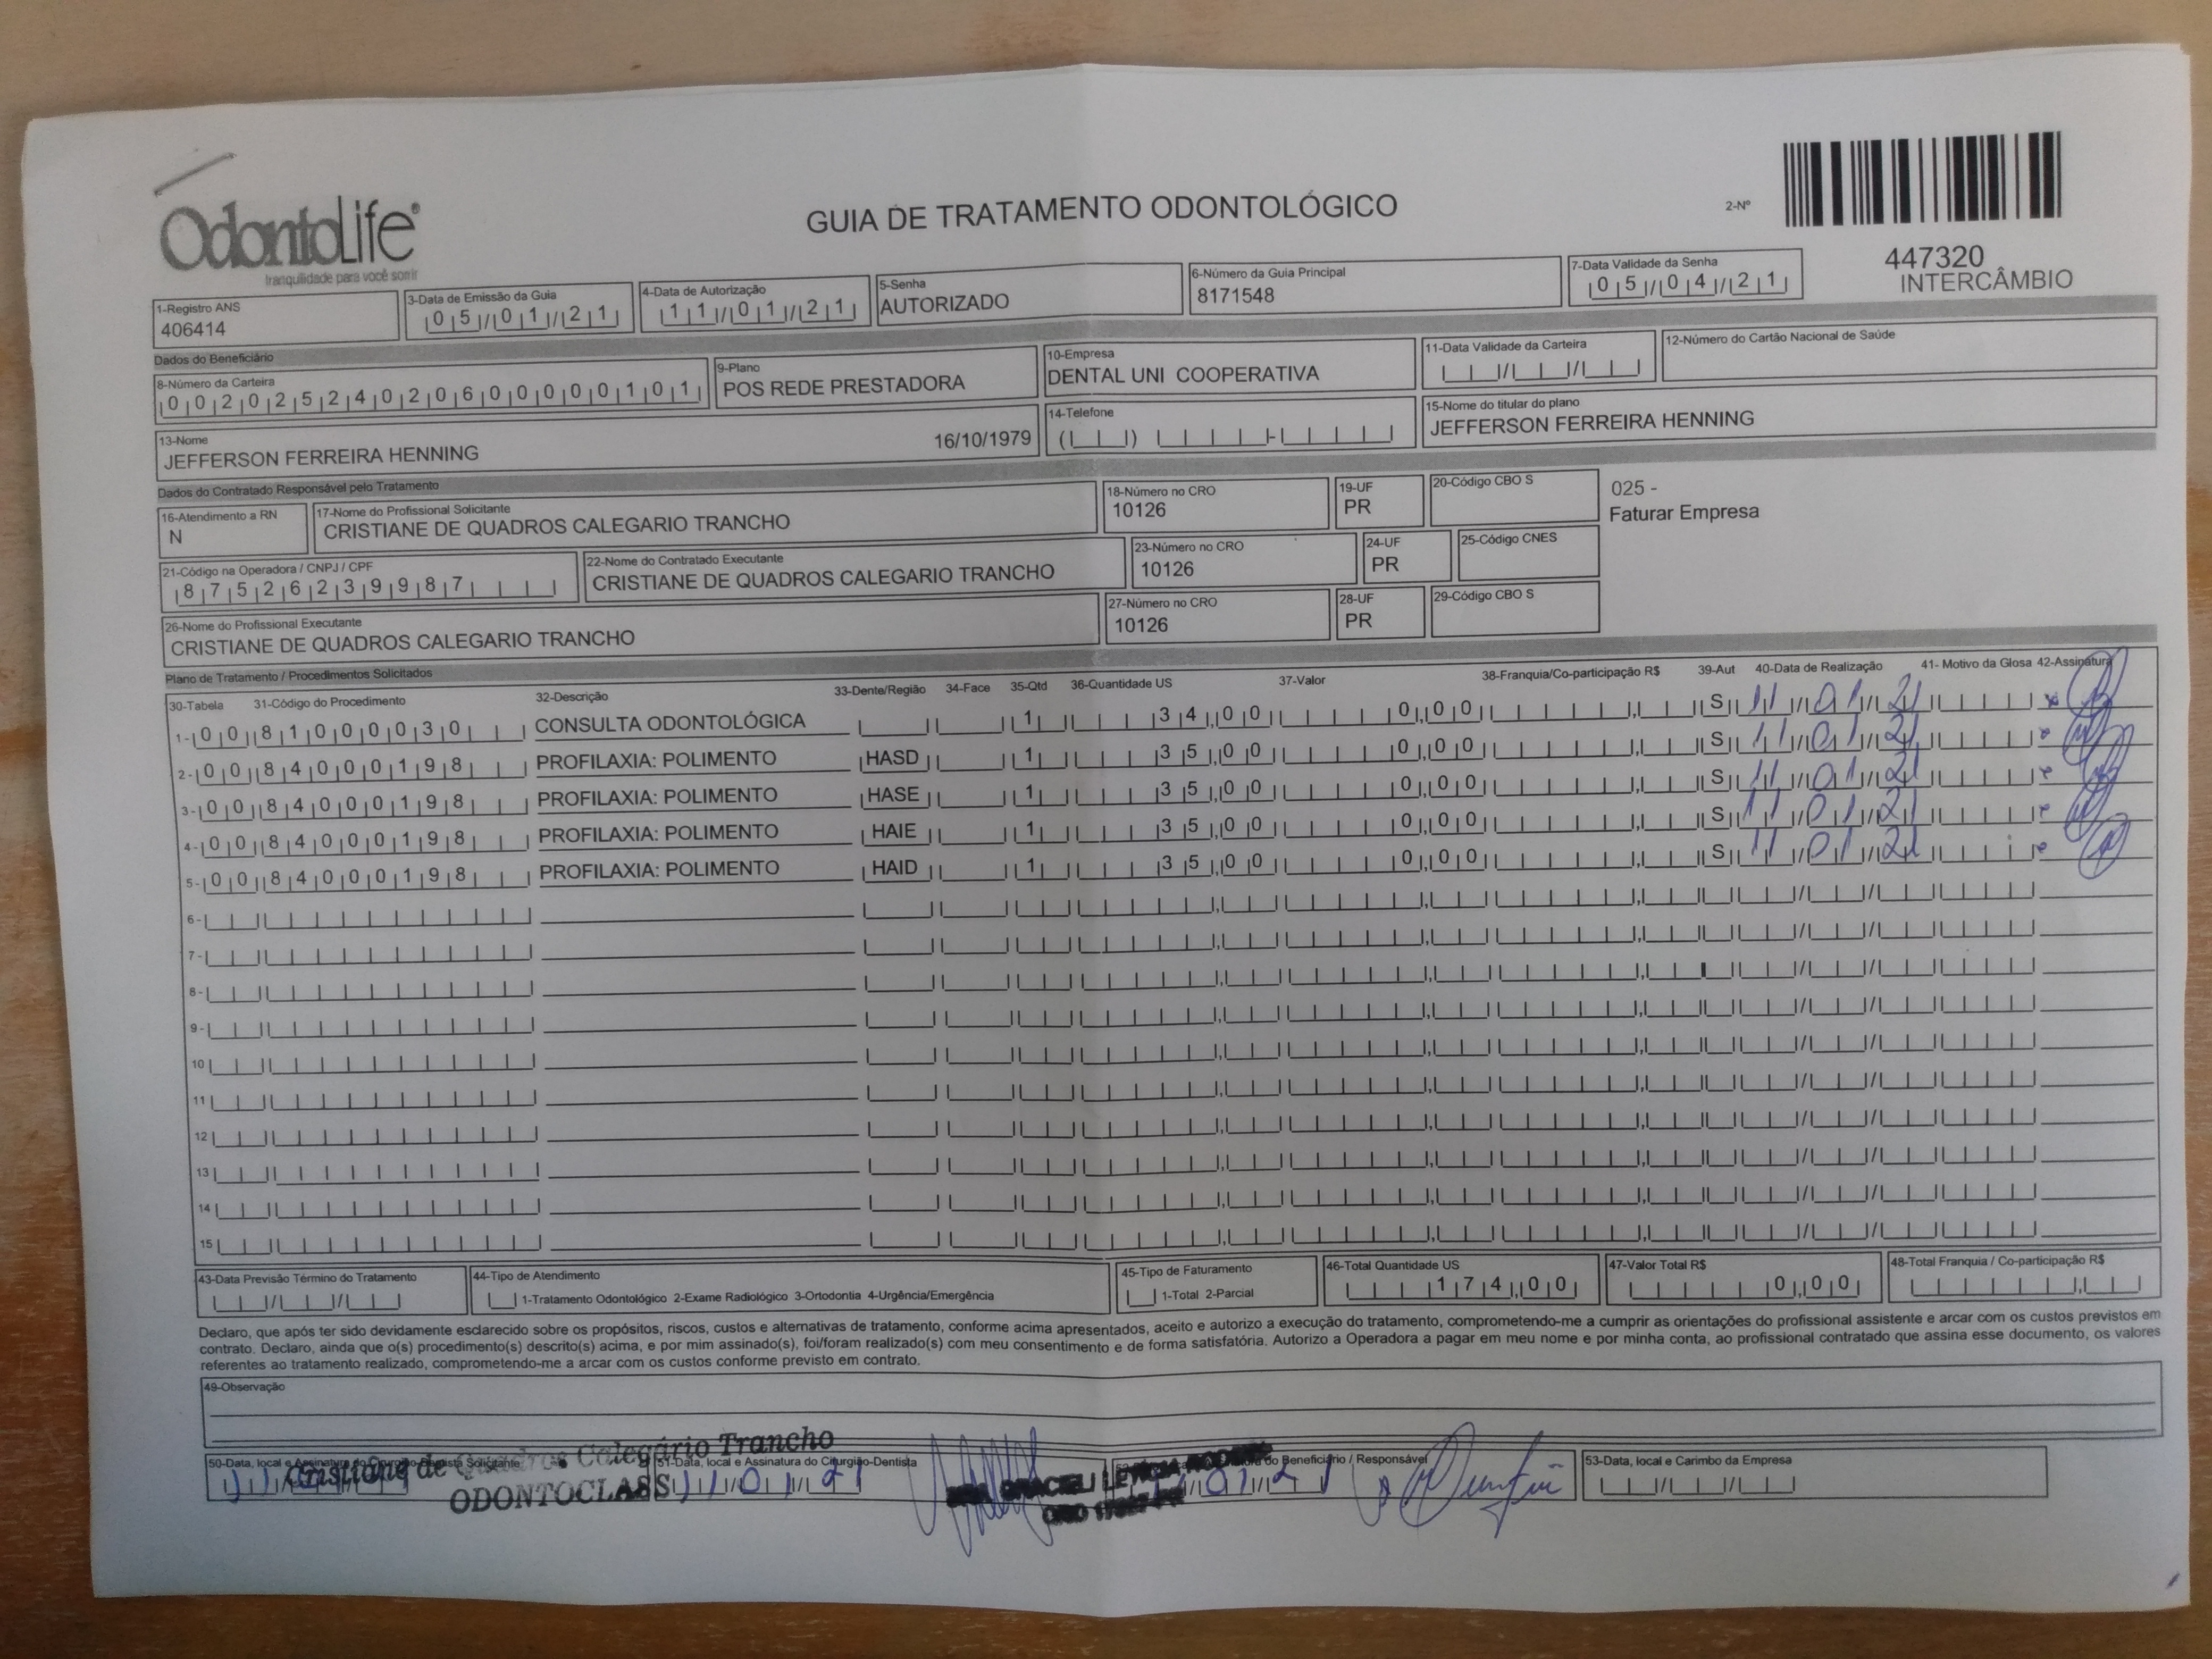 OdontoLife®
tranquilidade para você sorrir
GUIA DE TRATAMENTO ODONTOLÓGICO
2-Nº
447320
INTERCÂMBIO
1-Registro ANS
406414
3-Data de Emissão da Guia
05/01/21
4-Data de Autorização
11/01/21
5-Senha
AUTORIZADO
6-Número da Guia Principal
8171548
7-Data Validade da Senha
05/04/21
Dados do Beneficiário
8-Número da Carteira
00202524020600000101
9-Plano
POS REDE PRESTADORA
10-Empresa
DENTAL UNI COOPERATIVA
11-Data Validade da Carteira
12-Número do Cartão Nacional de Saúde
13-Nome
JEFFERSON FERREIRA HENNING 16/10/1979
14-Telefone
15-Nome do titular do plano
JEFFERSON FERREIRA HENNING
Dados do Contratado Responsável pelo Tratamento
16-Atendimento a RN
N
17-Nome do Profissional Solicitante
CRISTIANE DE QUADROS CALEGARIO TRANCHO
18-Número no CRO
10126
19-UF
PR
20-Código CBO S
025 -
Faturar Empresa
21-Código na Operadora / CNPJ / CPF
87526239987
22-Nome do Contratado Executante
CRISTIANE DE QUADROS CALEGARIO TRANCHO
23-Número no CRO
10126
24-UF
PR
25-Código CNES
26-Nome do Profissional Executante
CRISTIANE DE QUADROS CALEGARIO TRANCHO
27-Número no CRO
10126
28-UF
PR
29-Código CBO S
Plano de Tratamento / Procedimentos Solicitados
30-Tabela 31-Código do Procedimento 32-Descrição 33-Dente/Região 34-Face 35-Qtd 36-Quantidade US 37-Valor 38-Franquia/Co-participação R$ 39-Aut 40-Data de Realização 41- Motivo da Glosa 42-Assinatura
1- 00 81000030 CONSULTA ODONTOLÓGICA 1 34,00 0,00 S 11/01/21
2- 00 84000198 PROFILAXIA: POLIMENTO HASD 1 35,00 0,00 S 11/01/21
3- 00 84000198 PROFILAXIA: POLIMENTO HASE 1 35,00 0,00 S 11/01/21
4- 00 84000198 PROFILAXIA: POLIMENTO HAIE 1 35,00 0,00 S 11/01/21
5- 00 84000198 PROFILAXIA: POLIMENTO HAID 1 35,00 0,00 S 11/01/21
6-
7-
8-
9-
10
11
12
13
14
15
43-Data Previsão Término do Tratamento
44-Tipo de Atendimento
1-Tratamento Odontológico 2-Exame Radiológico 3-Ortodontia 4-Urgência/Emergência
45-Tipo de Faturamento
1-Total 2-Parcial
46-Total Quantidade US
174,00
47-Valor Total R$
0,00
48-Total Franquia / Co-participação R$
Declaro, que após ter sido devidamente esclarecido sobre os propósitos, riscos, custos e alternativas de tratamento, conforme acima apresentados, aceito e autorizo a execução do tratamento, comprometendo-me a cumprir as orientações do profissional assistente e arcar com os custos previstos em
contrato. Declaro, ainda que o(s) procedimento(s) descrito(s) acima, e por mim assinado(s), foi/foram realizado(s) com meu consentimento e de forma satisfatória. Autorizo a Operadora a pagar em meu nome e por minha conta, ao profissional contratado que assina esse documento, os valores
referentes ao tratamento realizado, comprometendo-me a arcar com os custos conforme previsto em contrato.
49-Observação
50-Data, local e Assinatura do Cirurgião-Dentista Solicitante
Cristiane de Quadros Calegário Trancho
ODONTOCLASS
51-Data, local e Assinatura do Cirurgião-Dentista
11/01/21
do Beneficiário / Responsável
53-Data, local e Carimbo da Empresa